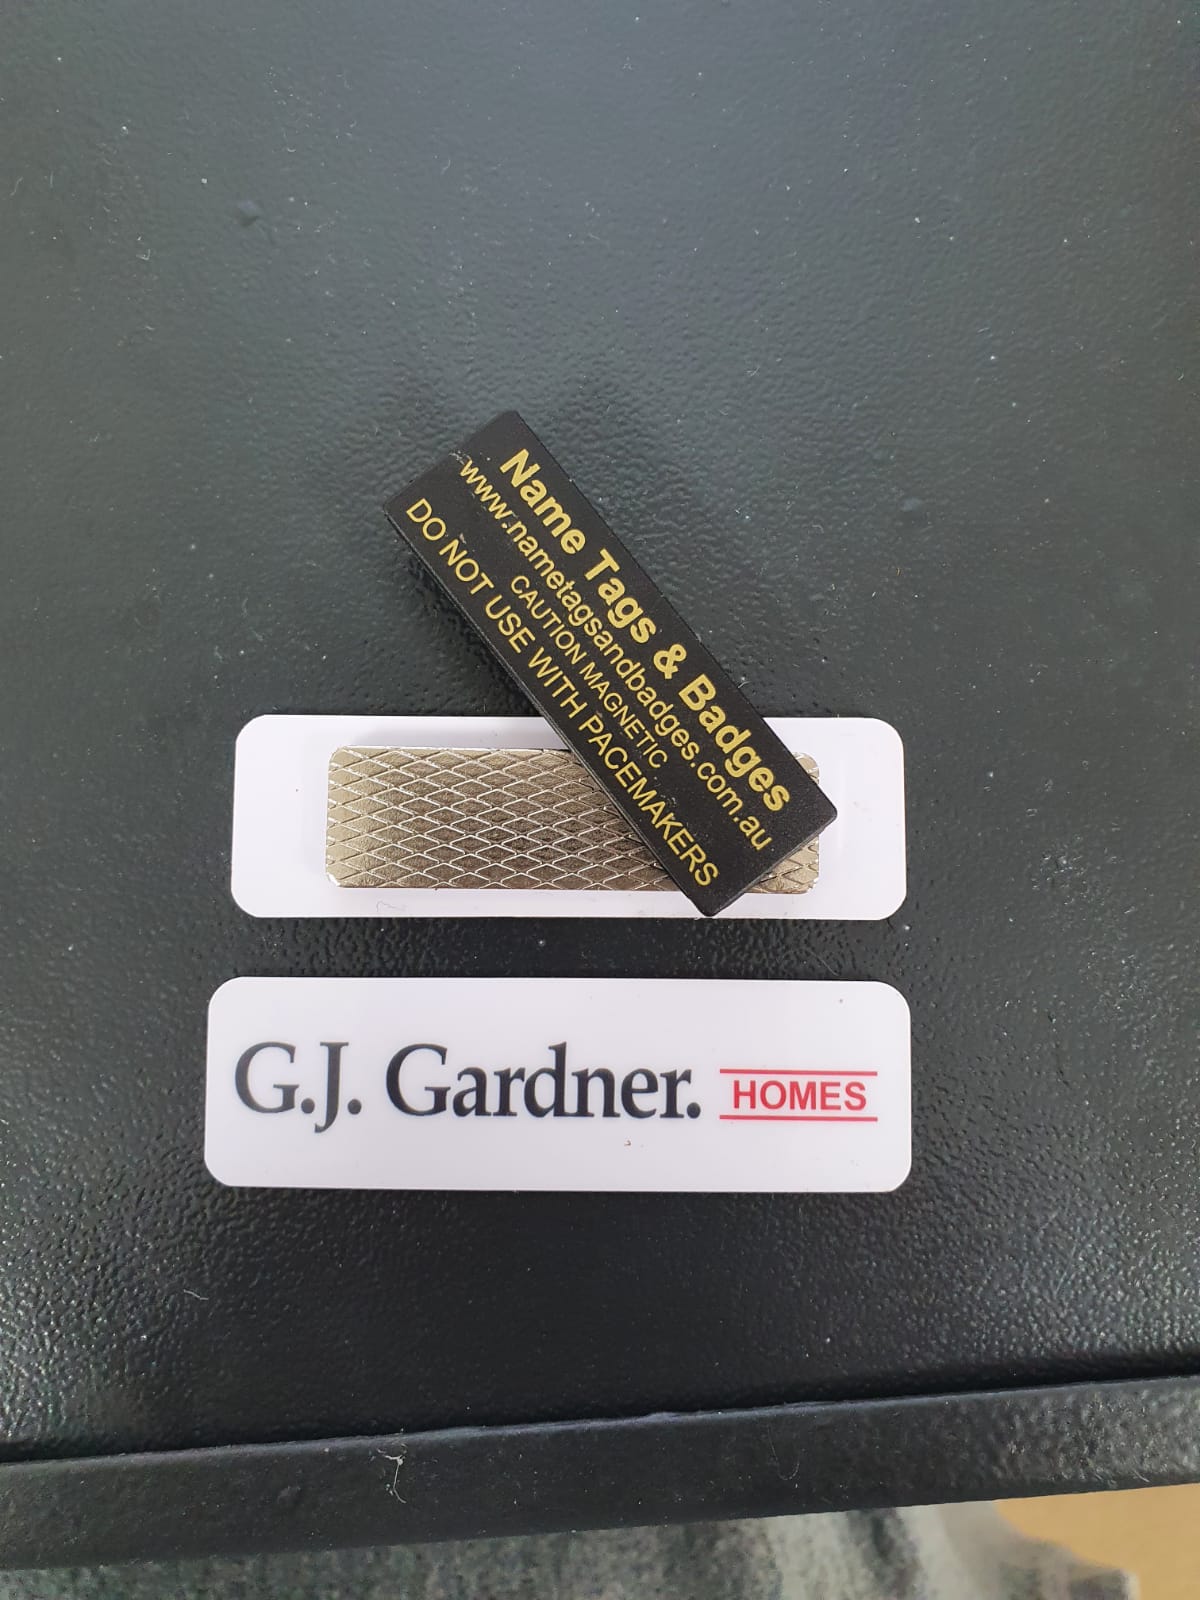 Name Tags & Badges
www.nametagsandbadges.com.au
CAUTION MAGNETIC
DO NOT USE WITH PACEMAKERS
G.J. Gardner. HOMES